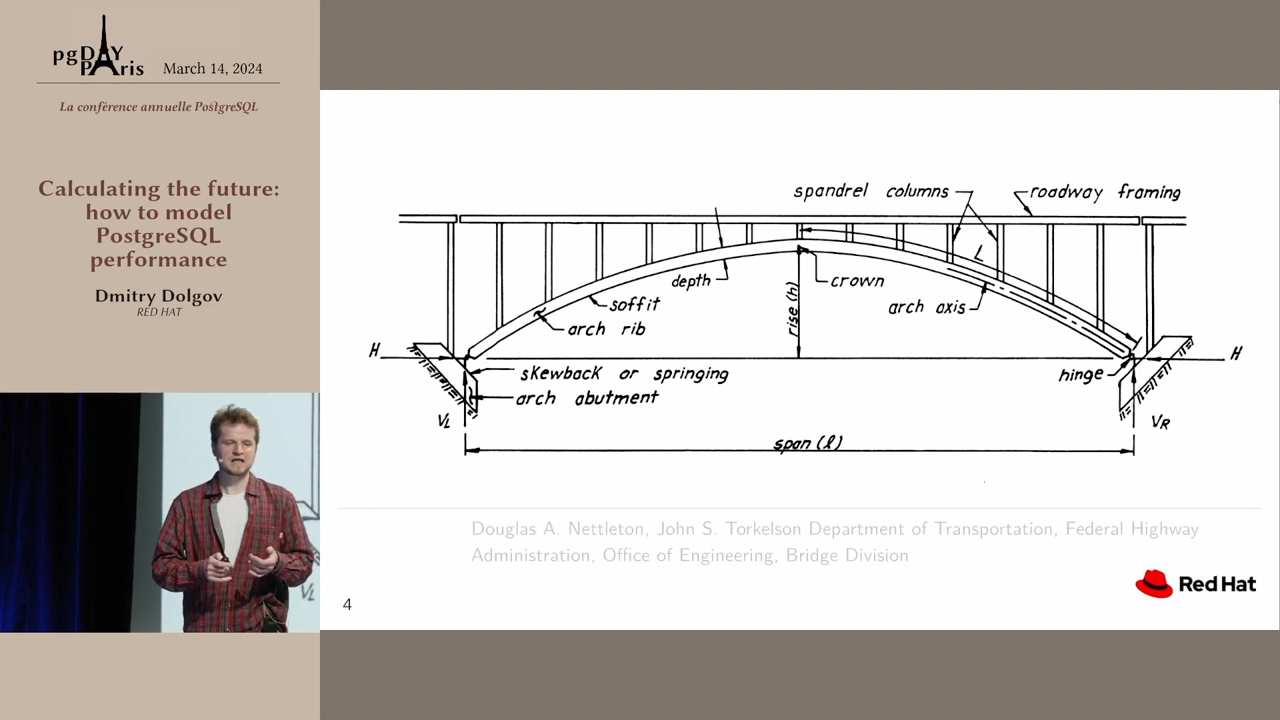 pgDAY
PAris
March 14, 2024
La conférence annuelle PostgreSQL
Calculating the future:
how to model
PostgreSQL
performance
Dmitry Dolgov
RED HAT
spandrel columns
roadway framing
L
depth
crown
soffit
rise (h)
arch axis
arch rib
H
H
skewback or springing
hinge
arch abutment
VL
VR
span (l)
Douglas A. Nettleton, John S. Torkelson Department of Transportation, Federal Highway
Administration, Office of Engineering, Bridge Division
Red Hat
4
VL